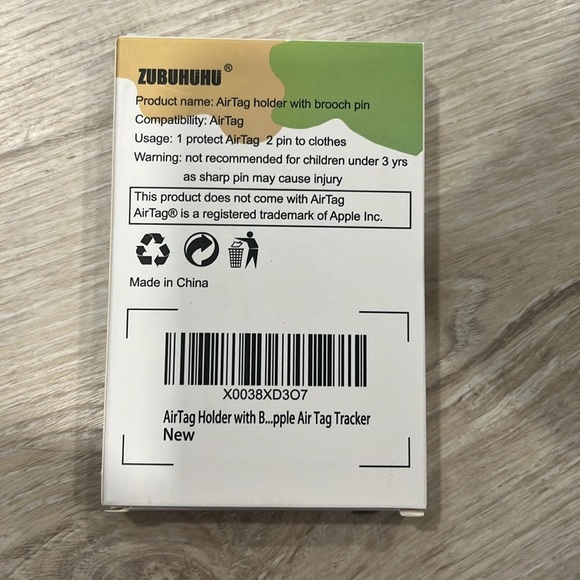 ZUBUHUHU®
Product name: AirTag holder with brooch pin
Compatibility: AirTag
Usage: 1 protect AirTag 2 pin to clothes
Warning: not recommended for children under 3 yrs
as sharp pin may cause injury
This product does not come with AirTag
AirTag® is a registered trademark of Apple Inc.
Made in China
X0038XD3O7
AirTag Holder with B...pple Air Tag Tracker
New